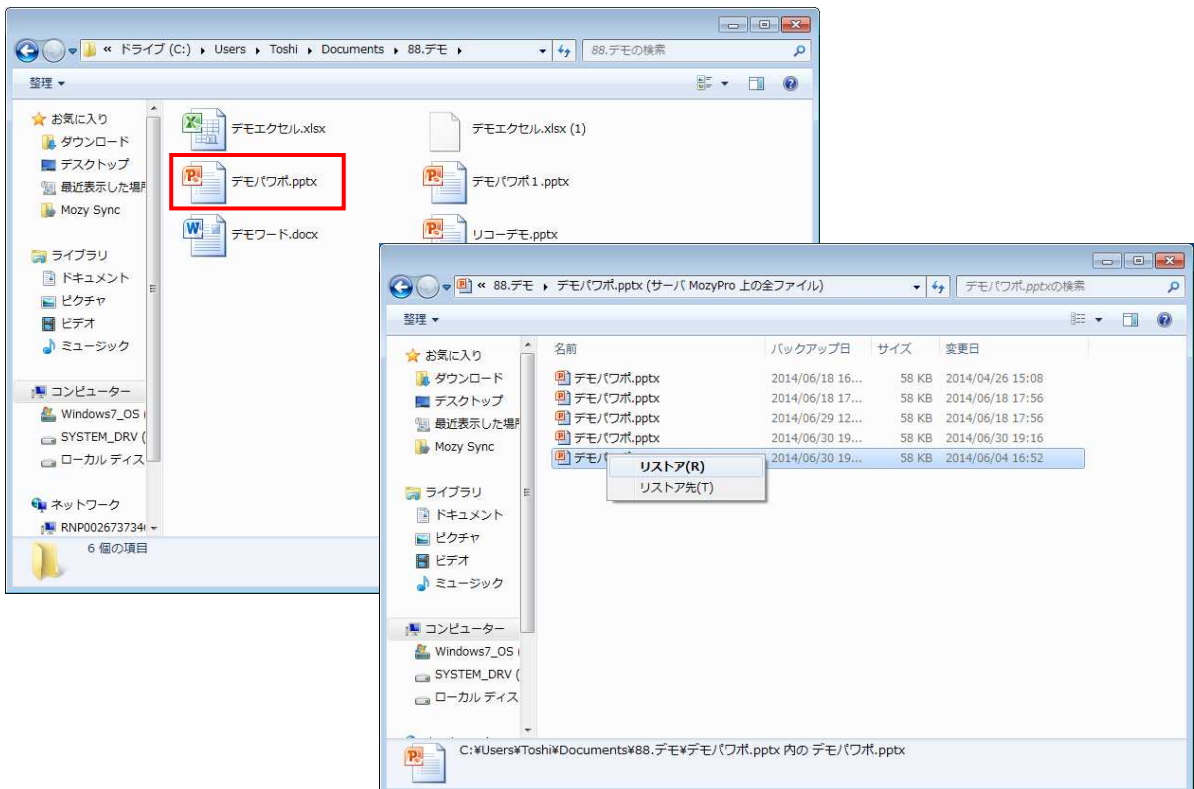 « ドライブ (C:) ▸ Users ▸ Toshi ▸ Documents ▸ 88.デモ ▸
88.デモの検索
整理
お気に入り
ダウンロード
デスクトップ
最近表示した場所
Mozy Sync
ライブラリ
ドキュメント
ピクチャ
ビデオ
ミュージック
コンピューター
Windows7_OS (
SYSTEM_DRV (
ローカル ディス
ネットワーク
RNP0026737346
デモエクセル.xlsx
デモエクセル.xlsx (1)
デモパワポ.pptx
デモパワポ1.pptx
デモワード.docx
リコーデモ.pptx
6 個の項目
« 88.デモ ▸ デモパワポ.pptx (サーバ MozyPro 上の全ファイル)
デモパワポ.pptxの検索
整理
お気に入り
ダウンロード
デスクトップ
最近表示した場所
Mozy Sync
ライブラリ
ドキュメント
ピクチャ
ビデオ
ミュージック
コンピューター
Windows7_OS (
SYSTEM_DRV (
ローカル ディス
名前 バックアップ日 サイズ 変更日
デモパワポ.pptx 2014/06/18 16... 58 KB 2014/04/26 15:08
デモパワポ.pptx 2014/06/18 17... 58 KB 2014/06/18 17:56
デモパワポ.pptx 2014/06/29 12... 58 KB 2014/06/18 17:56
デモパワポ.pptx 2014/06/30 19... 58 KB 2014/06/30 19:16
デモパ 2014/06/30 19... 58 KB 2014/06/04 16:52
リストア(R)
リストア先(T)
C:¥Users¥Toshi¥Documents¥88.デモ¥デモパワポ.pptx 内の デモパワポ.pptx